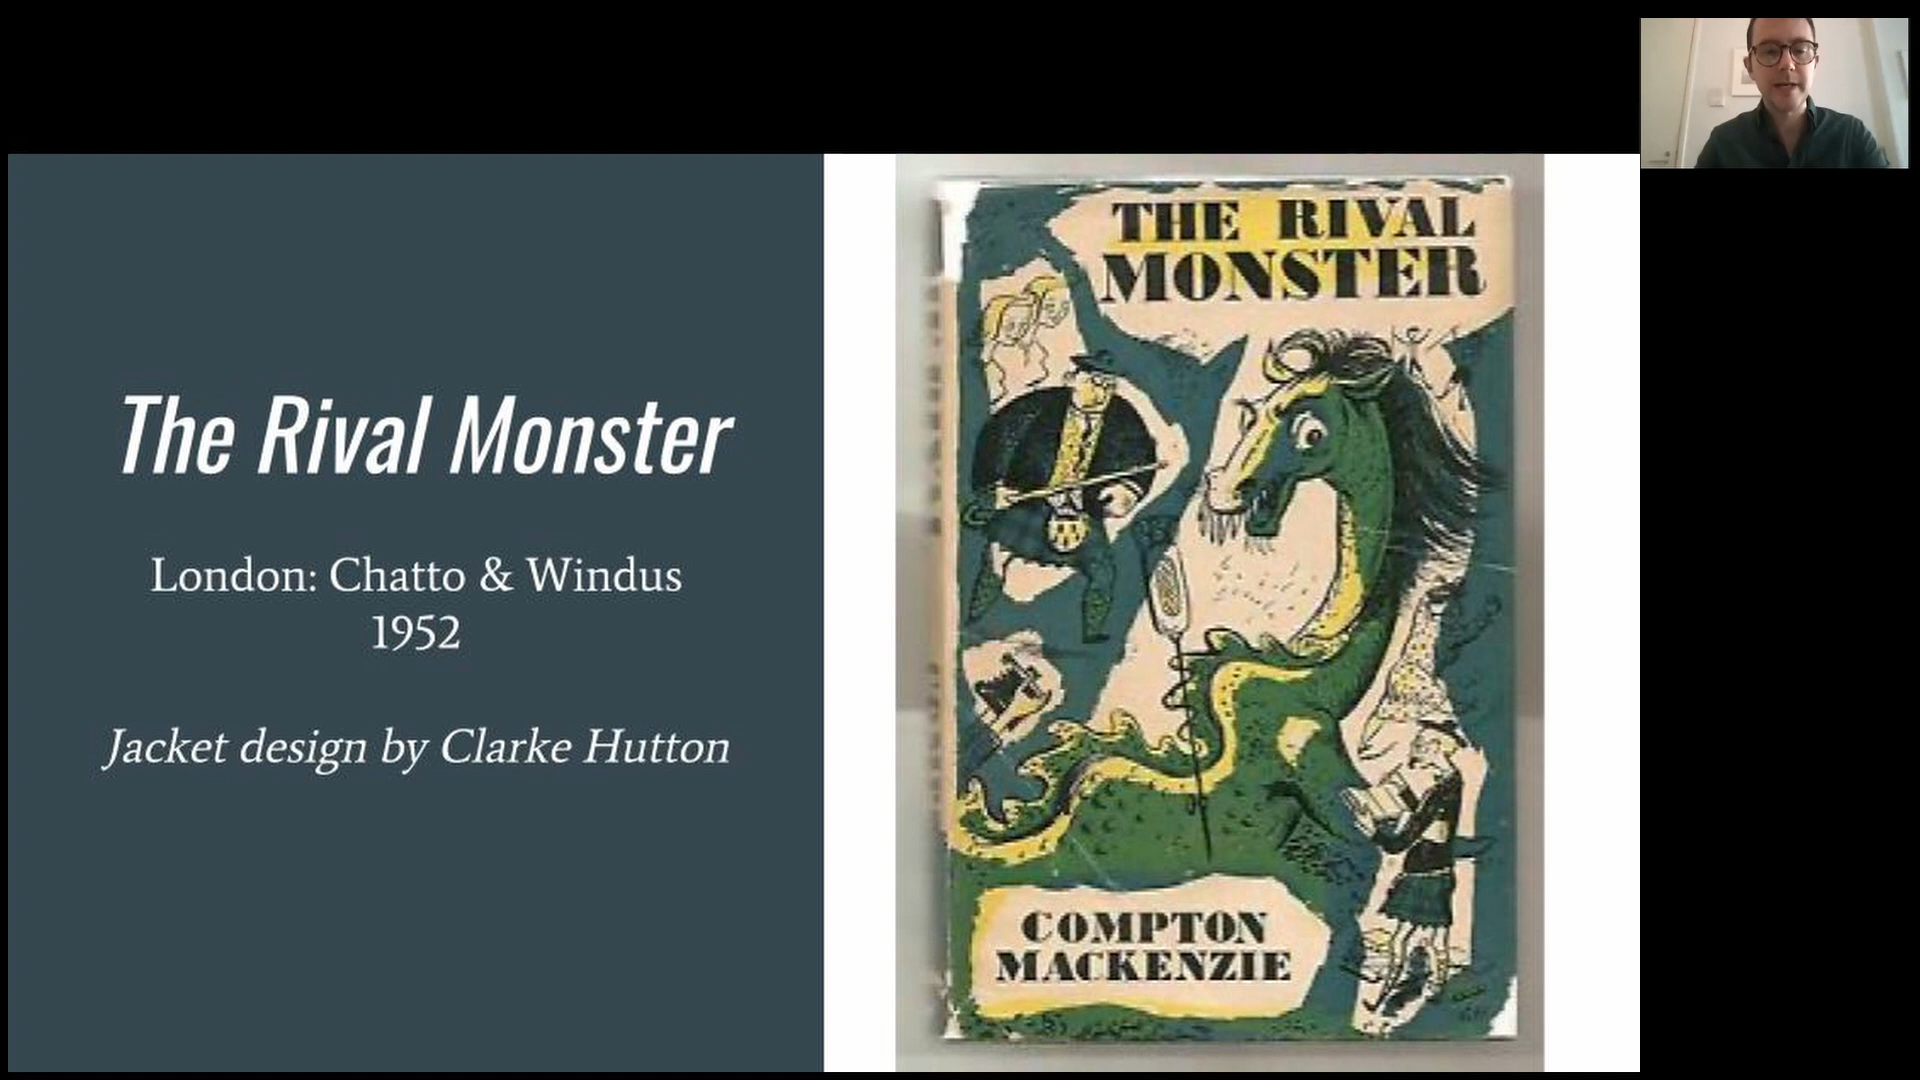 The Rival Monster
London: Chatto & Windus
1952
Jacket design by Clarke Hutton
THE RIVAL
MONSTER
COMPTON
MACKENZIE